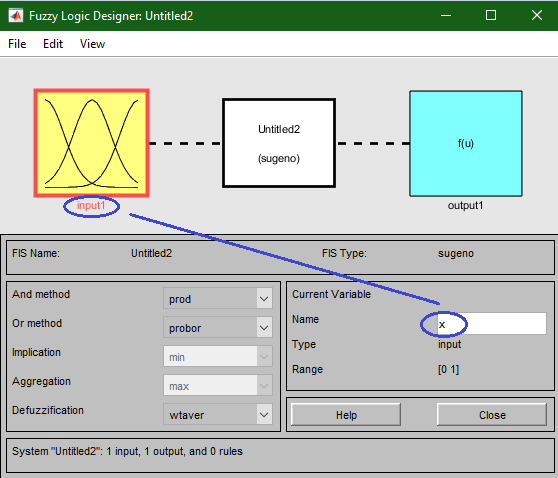 Fuzzy Logic Designer: Untitled2
File Edit View
Untitled2
(sugeno)
f(u)
input1
output1
FIS Name: Untitled2 FIS Type: sugeno
And method prod
Or method probor
Implication min
Aggregation max
Defuzzification wtaver
Current Variable
Name x
Type input
Range [0 1]
Help Close
System "Untitled2": 1 input, 1 output, and 0 rules